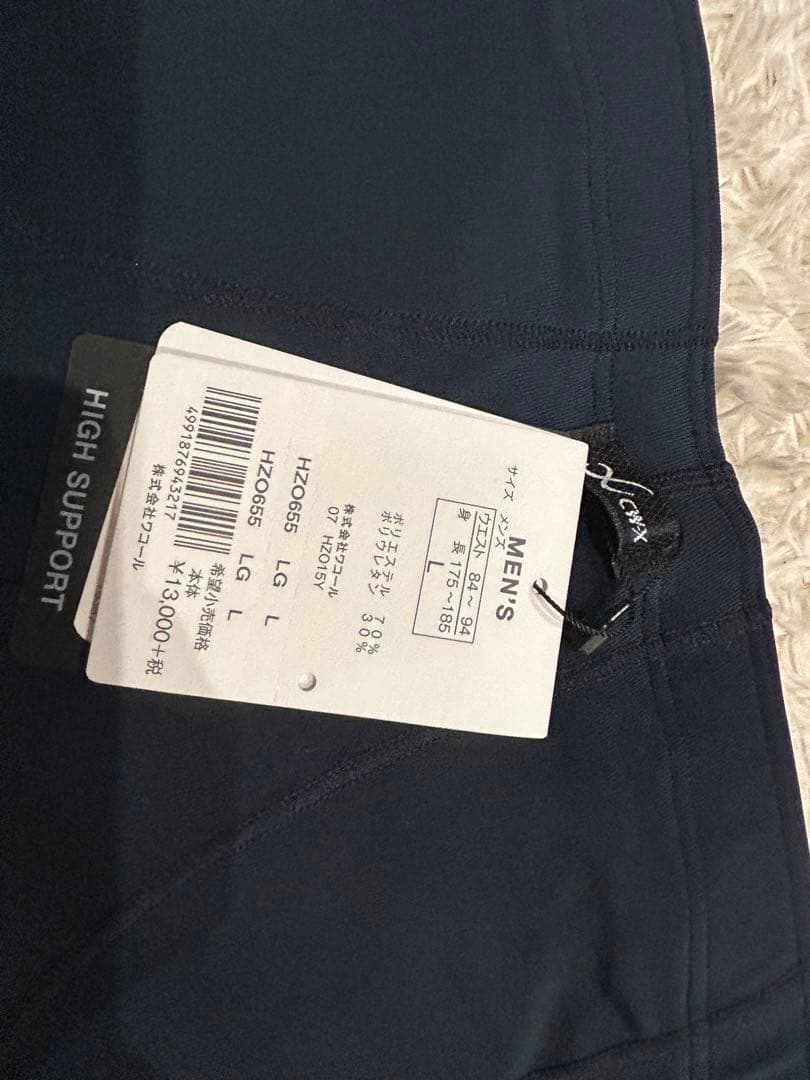 MEN'S
サイズ メンズ
ウエスト 84～94
身 長 175～185
L
ポリエステル 70%
ポリウレタン 30%
株式会社ワコール
07 HZO15Y
HZO655 LG L
HZO655 LG L
4991876943217
希望小売価格
本体 ¥13,000+税
株式会社ワコール
HIGH SUPPORT
CW-X